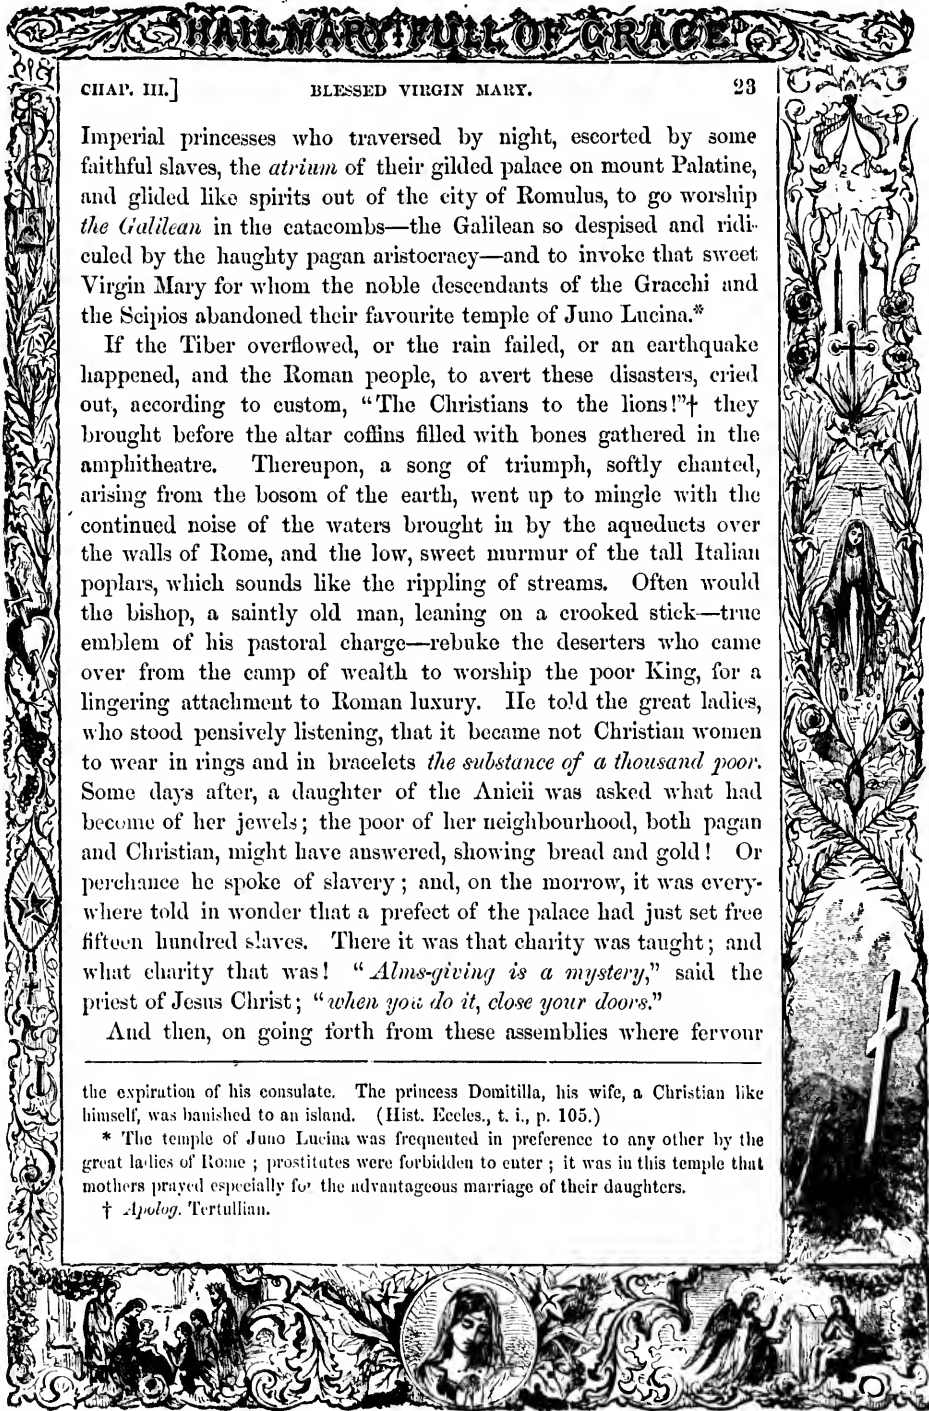 HAIL MARY FULL OF GRACE
CHAP. III.] BLESSED VIRGIN MARY. 23
Imperial princesses who traversed by night, escorted by some
faithful slaves, the atrium of their gilded palace on mount Palatine,
and glided like spirits out of the city of Romulus, to go worship
the Galilean in the catacombs—the Galilean so despised and ridi-
culed by the haughty pagan aristocracy—and to invoke that sweet
Virgin Mary for whom the noble descendants of the Gracchi and
the Scipios abandoned their favourite temple of Juno Lucina.*
If the Tiber overflowed, or the rain failed, or an earthquake
happened, and the Roman people, to avert these disasters, cried
out, according to custom, “The Christians to the lions!”† they
brought before the altar coffins filled with bones gathered in the
amphitheatre. Thereupon, a song of triumph, softly chanted,
arising from the bosom of the earth, went up to mingle with the
continued noise of the waters brought in by the aqueducts over
the walls of Rome, and the low, sweet murmur of the tall Italian
poplars, which sounds like the rippling of streams. Often would
the bishop, a saintly old man, leaning on a crooked stick—true
emblem of his pastoral charge—rebuke the deserters who came
over from the camp of wealth to worship the poor King, for a
lingering attachment to Roman luxury. He told the great ladies,
who stood pensively listening, that it became not Christian women
to wear in rings and in bracelets the substance of a thousand poor.
Some days after, a daughter of the Anicii was asked what had
become of her jewels; the poor of her neighbourhood, both pagan
and Christian, might have answered, showing bread and gold! Or
perchance he spoke of slavery; and, on the morrow, it was every-
where told in wonder that a prefect of the palace had just set free
fifteen hundred slaves. There it was that charity was taught; and
what charity that was! “Alms-giving is a mystery,” said the
priest of Jesus Christ; “when you do it, close your doors.”
And then, on going forth from these assemblies where fervour
the expiration of his consulate. The princess Domitilla, his wife, a Christian like
himself, was banished to an island. (Hist. Eccles., t. i., p. 105.)
* The temple of Juno Lucina was frequented in preference to any other by the
great ladies of Rome; prostitutes were forbidden to enter; it was in this temple that
mothers prayed especially for the advantageous marriage of their daughters.
† Apolog. Tertullian.